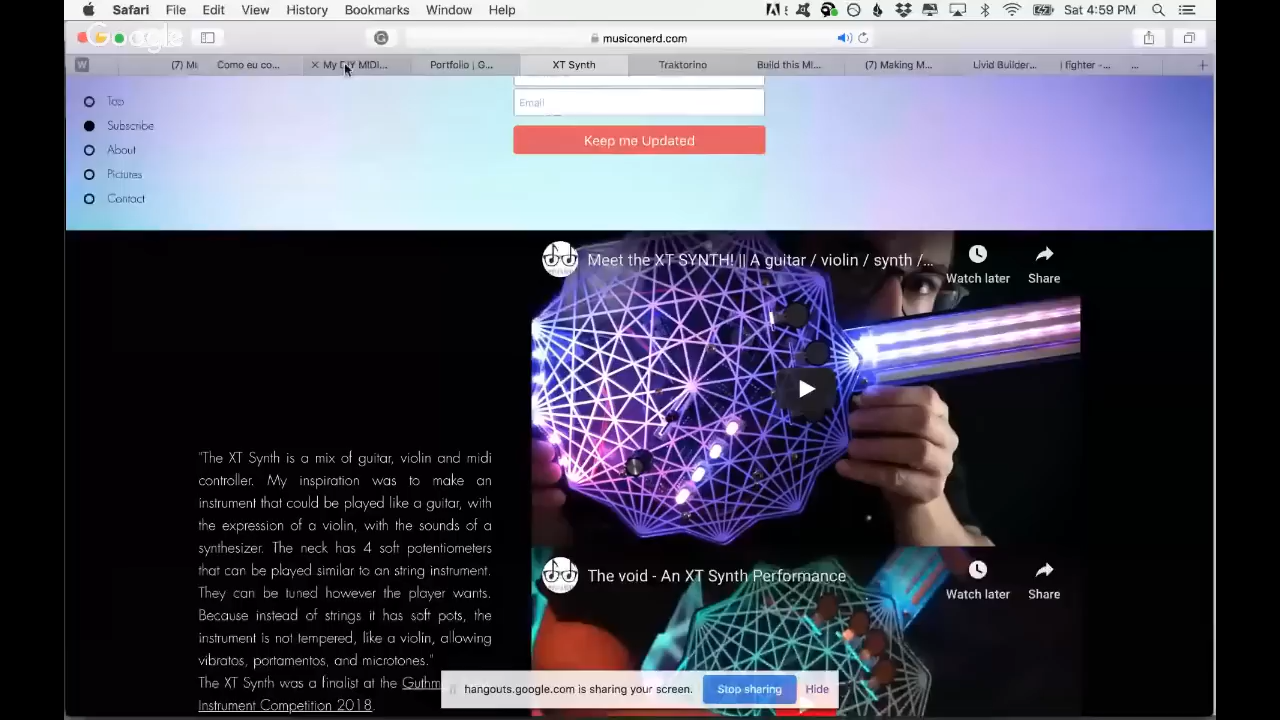 Safari File Edit View History Bookmarks Window Help
Sat 4:59 PM
Google
musiconerd.com
W
(7) Mu
Como eu co...
My DIY MIDI...
Portfolio | G...
XT Synth
Traktorino
Build this MI...
(7) Making M...
Livid Builder...
| fighter -...
...
Top
Subscribe
About
Pictures
Contact
Email
Keep me Updated
Meet the XT SYNTH! || A guitar / violin / synth /...
Watch later
Share
"The XT Synth is a mix of guitar, violin and midi
controller. My inspiration was to make an
instrument that could be played like a guitar, with
the expression of a violin, with the sounds of a
synthesizer. The neck has 4 soft potentiometers
that can be played similar to an string instrument.
They can be tuned however the player wants.
Because instead of strings it has soft pots, the
instrument is not tempered, like a violin, allowing
vibratos, portamentos, and microtones."
The XT Synth was a finalist at the Guthm
Instrument Competition 2018.
The void - An XT Synth Performance
Watch later
Share
hangouts.google.com is sharing your screen.
Stop sharing
Hide